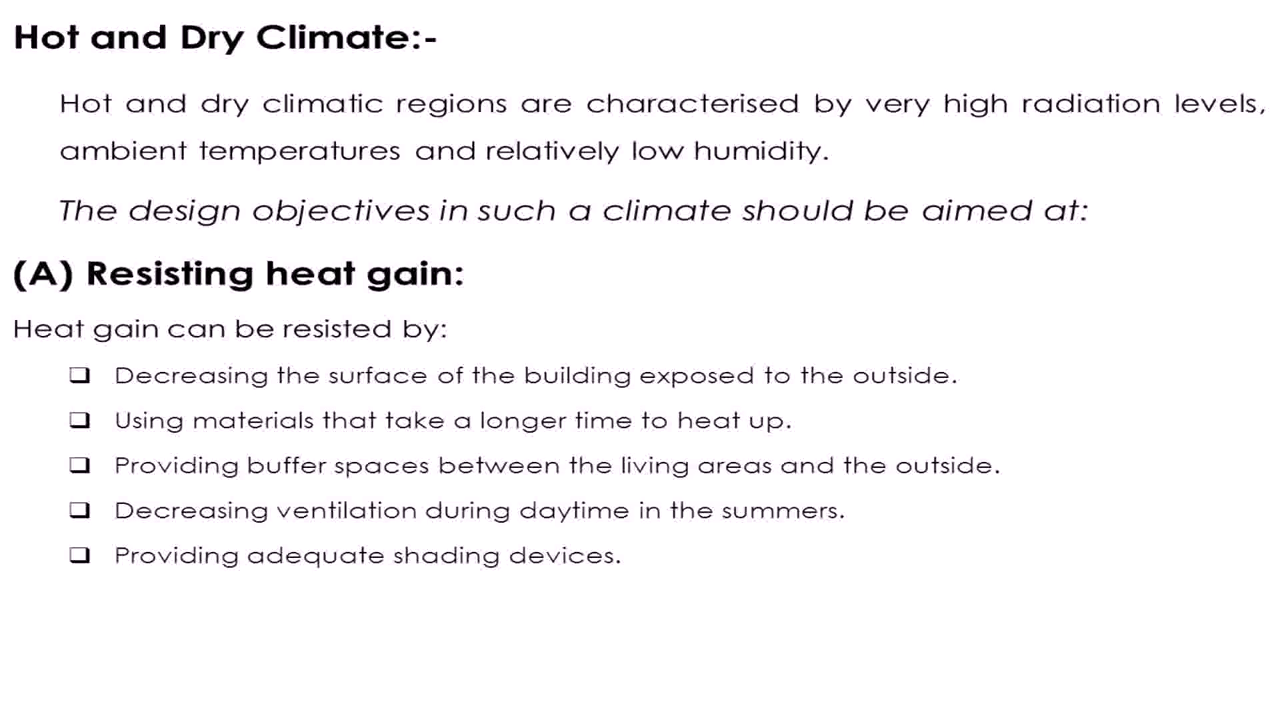 Hot and Dry Climate:-
Hot and dry climatic regions are characterised by very high radiation levels,
ambient temperatures and relatively low humidity.
The design objectives in such a climate should be aimed at:
(A) Resisting heat gain:
Heat gain can be resisted by:
❑ Decreasing the surface of the building exposed to the outside.
❑ Using materials that take a longer time to heat up.
❑ Providing buffer spaces between the living areas and the outside.
❑ Decreasing ventilation during daytime in the summers.
❑ Providing adequate shading devices.